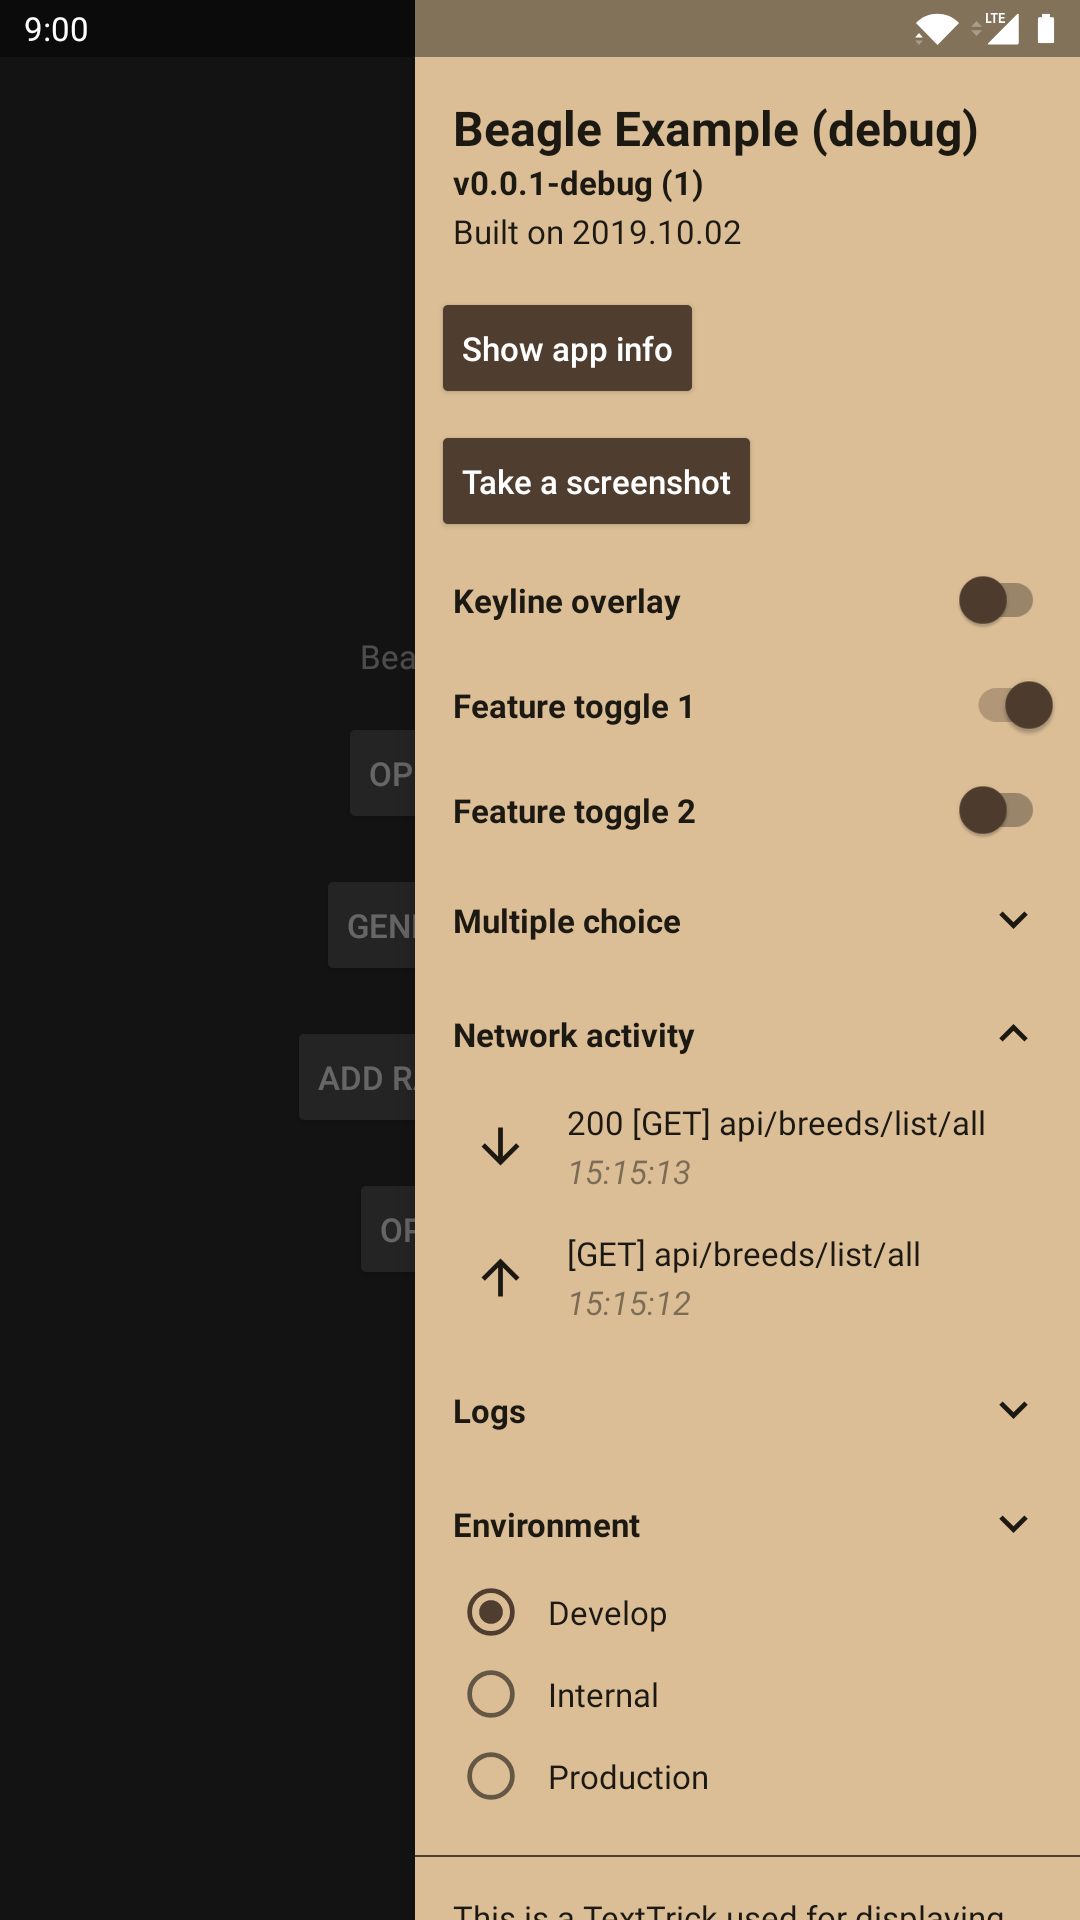 9:00
LTE
Beagle Example (debug)
v0.0.1-debug (1)
Built on 2019.10.02
Show app info
Take a screenshot
Keyline overlay
Feature toggle 1
Bea
Feature toggle 2
OP
Multiple choice
GEN
Network activity
ADD R
200 [GET] api/breeds/list/all
15:15:13
[GET] api/breeds/list/all
15:15:12
OP
Logs
Environment
Develop
Internal
Production
This is a TextTrick used for displaying